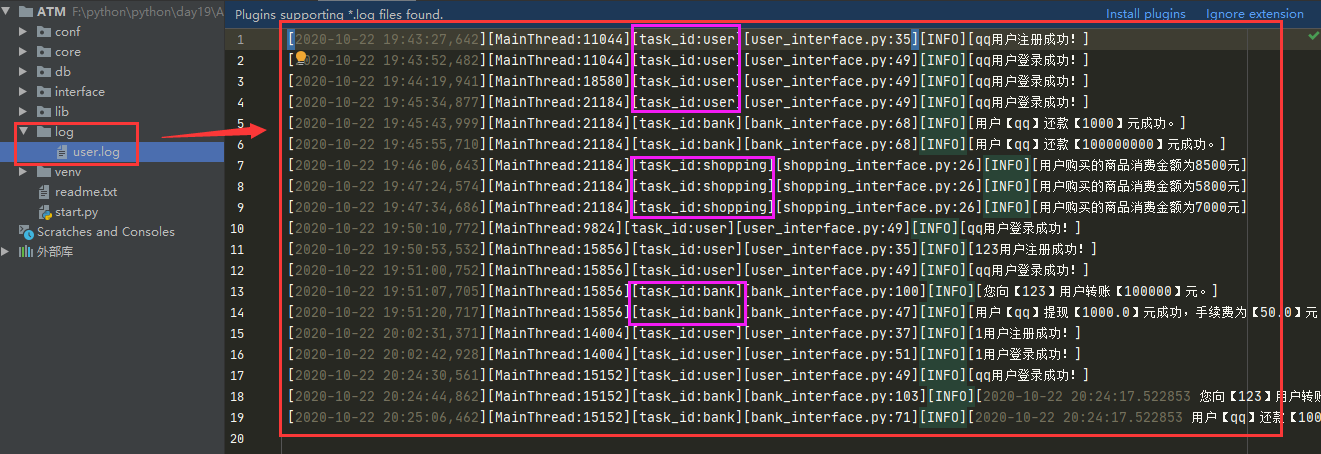 ATM F:\python\python\day19\A
conf
core
db
interface
lib
log
user.log
venv
readme.txt
start.py
Scratches and Consoles
外部库
Plugins supporting *.log files found. Install plugins Ignore extension
1 [2020-10-22 19:43:27,642][MainThread:11044][task_id:user][user_interface.py:35][INFO][qq用户注册成功! ]
2 [2020-10-22 19:43:52,482][MainThread:11044][task_id:user][user_interface.py:49][INFO][qq用户登录成功! ]
3 [2020-10-22 19:44:19,941][MainThread:18580][task_id:user][user_interface.py:49][INFO][qq用户登录成功! ]
4 [2020-10-22 19:45:34,877][MainThread:21184][task_id:user][user_interface.py:49][INFO][qq用户登录成功! ]
5 [2020-10-22 19:45:43,999][MainThread:21184][task_id:bank][bank_interface.py:68][INFO][用户【qq】还款【1000】元成功。]
6 [2020-10-22 19:45:55,710][MainThread:21184][task_id:bank][bank_interface.py:68][INFO][用户【qq】还款【100000000】元成功。]
7 [2020-10-22 19:46:06,643][MainThread:21184][task_id:shopping][shopping_interface.py:26][INFO][用户购买的商品消费金额为8500元]
8 [2020-10-22 19:47:24,574][MainThread:21184][task_id:shopping][shopping_interface.py:26][INFO][用户购买的商品消费金额为5800元]
9 [2020-10-22 19:47:34,686][MainThread:21184][task_id:shopping][shopping_interface.py:26][INFO][用户购买的商品消费金额为7000元]
10 [2020-10-22 19:50:10,772][MainThread:9824][task_id:user][user_interface.py:49][INFO][qq用户登录成功! ]
11 [2020-10-22 19:50:53,532][MainThread:15856][task_id:user][user_interface.py:35][INFO][123用户注册成功! ]
12 [2020-10-22 19:51:00,752][MainThread:15856][task_id:user][user_interface.py:49][INFO][qq用户登录成功! ]
13 [2020-10-22 19:51:07,705][MainThread:15856][task_id:bank][bank_interface.py:100][INFO][您向【123】用户转账【100000】元。]
14 [2020-10-22 19:51:20,717][MainThread:15856][task_id:bank][bank_interface.py:47][INFO][用户【qq】提现【1000.0】元成功,手续费为【50.0】元
15 [2020-10-22 20:02:31,371][MainThread:14004][task_id:user][user_interface.py:37][INFO][1用户注册成功! ]
16 [2020-10-22 20:02:42,928][MainThread:14004][task_id:user][user_interface.py:51][INFO][1用户登录成功! ]
17 [2020-10-22 20:24:30,561][MainThread:15152][task_id:user][user_interface.py:49][INFO][qq用户登录成功! ]
18 [2020-10-22 20:24:44,862][MainThread:15152][task_id:bank][bank_interface.py:103][INFO][2020-10-22 20:24:17.522853 您向【123】用户转账
19 [2020-10-22 20:25:06,462][MainThread:15152][task_id:bank][bank_interface.py:71][INFO][2020-10-22 20:24:17.522853 用户【qq】还款【100
20